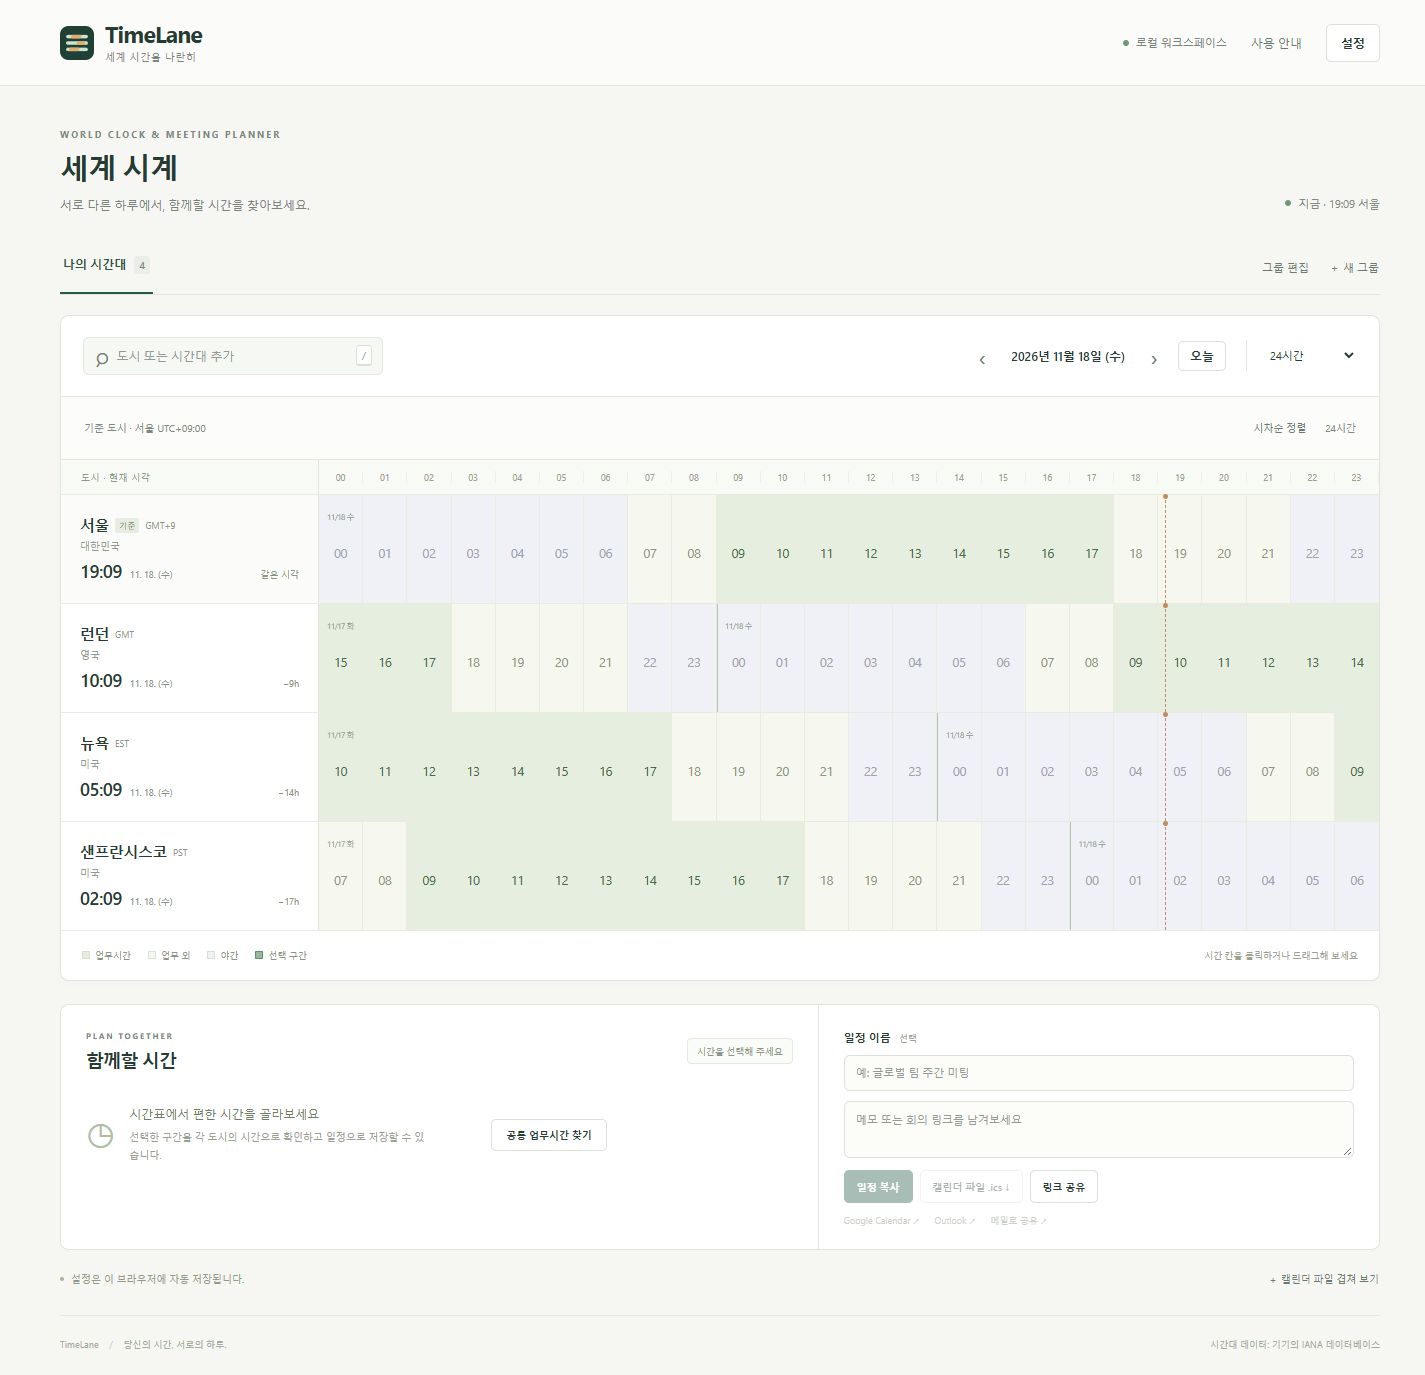 TimeLane
세계 시간을 나란히
로컬 워크스페이스
사용 안내
설정
WORLD CLOCK & MEETING PLANNER
세계 시계
서로 다른 하루에서, 함께할 시간을 찾아보세요.
지금 · 19:09 서울
나의 시간대 4
그룹 편집
+ 새 그룹
도시 또는 시간대 추가 /
‹ 2026년 11월 18일 (수) ›
오늘
24시간
기준 도시 · 서울 UTC+09:00
시차순 정렬 24시간
도시 · 현재 시각 00 01 02 03 04 05 06 07 08 09 10 11 12 13 14 15 16 17 18 19 20 21 22 23
서울 기준 GMT+9
대한민국
19:09 11. 18. (수) 같은 시각
11/18 수
00 01 02 03 04 05 06 07 08 09 10 11 12 13 14 15 16 17 18 19 20 21 22 23
런던 GMT
영국
10:09 11. 18. (수) −9h
11/17 화 11/18 수
15 16 17 18 19 20 21 22 23 00 01 02 03 04 05 06 07 08 09 10 11 12 13 14
뉴욕 EST
미국
05:09 11. 18. (수) −14h
11/17 화 11/18 수
10 11 12 13 14 15 16 17 18 19 20 21 22 23 00 01 02 03 04 05 06 07 08 09
샌프란시스코 PST
미국
02:09 11. 18. (수) −17h
11/17 화 11/18 수
07 08 09 10 11 12 13 14 15 16 17 18 19 20 21 22 23 00 01 02 03 04 05 06
업무시간 업무 외 야간 선택 구간
시간 칸을 클릭하거나 드래그해 보세요
PLAN TOGETHER
함께할 시간
시간을 선택해 주세요
시간표에서 편한 시간을 골라보세요
선택한 구간을 각 도시의 시간으로 확인하고 일정으로 저장할 수 있
습니다.
공통 업무시간 찾기
일정 이름 선택
예: 글로벌 팀 주간 미팅
메모 또는 회의 링크를 남겨보세요
일정 복사
캘린더 파일 .ics ↓
링크 공유
Google Calendar ↗ Outlook ↗ 메일로 공유 ↗
설정은 이 브라우저에 자동 저장됩니다.
+ 캘린더 파일 겹쳐 보기
TimeLane / 당신의 시간, 서로의 하루.
시간대 데이터: 기기의 IANA 데이터베이스